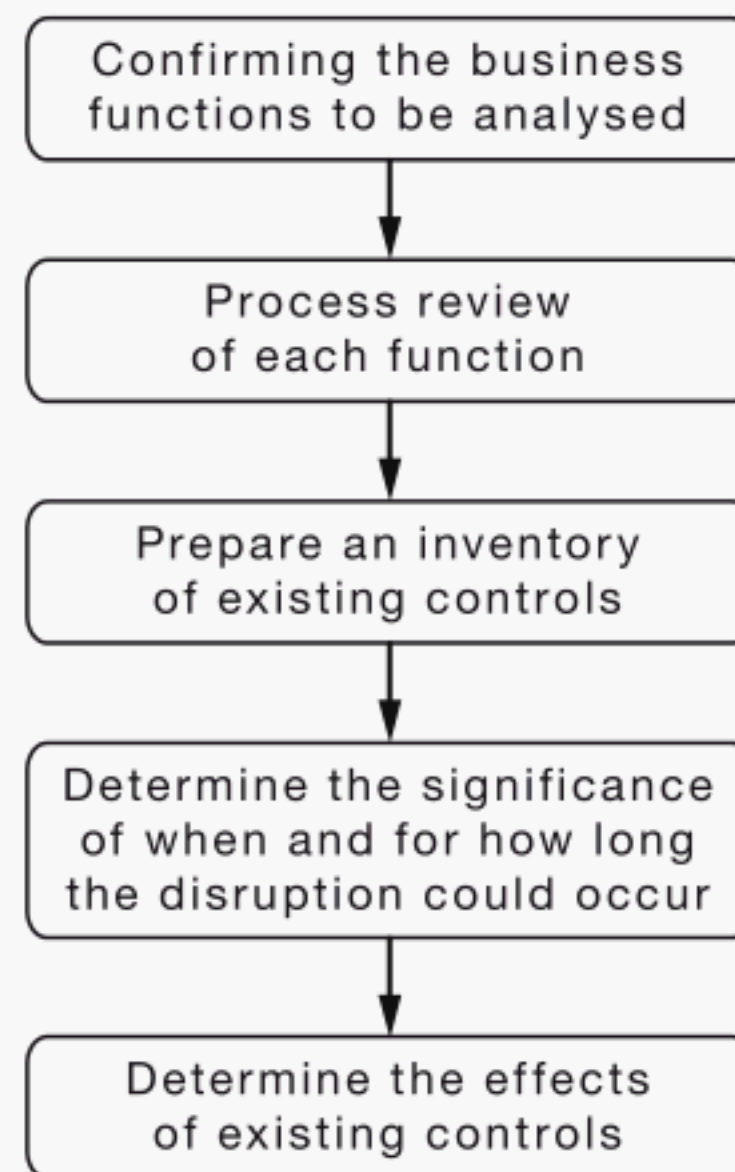 Confirming the business
functions to be analysed
Process review
of each function
Prepare an inventory
of existing controls
Determine the significance
of when and for how long
the disruption could occur
Determine the effects
of existing controls